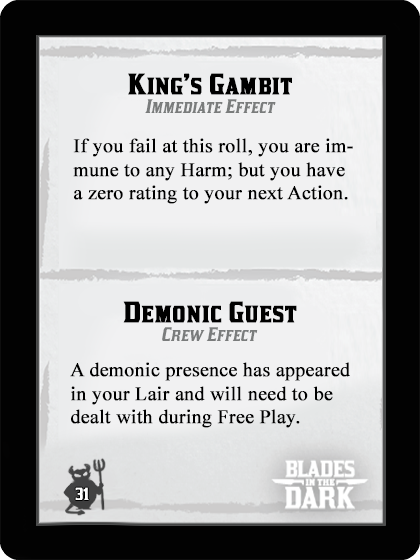 King's Gambit
Immediate Effect
If you fail at this roll, you are im-
mune to any Harm; but you have
a zero rating to your next Action.
Demonic Guest
Crew Effect
A demonic presence has appeared
in your Lair and will need to be
dealt with during Free Play.
31
BLADES
IN THE
DARK